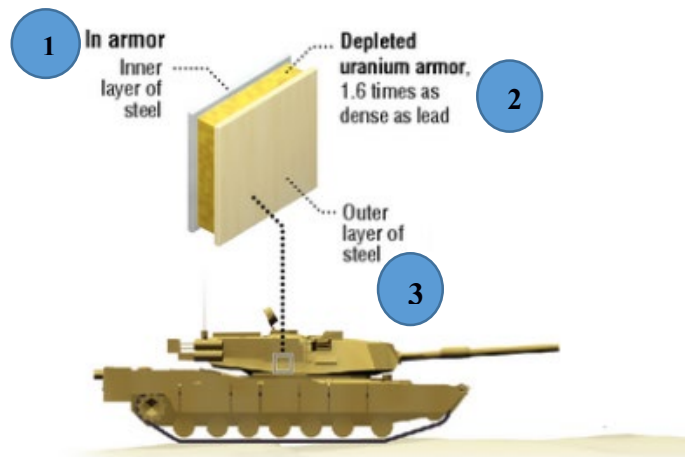 1
In armor
Inner
layer of
steel
Depleted
uranium armor,
1.6 times as
dense as lead
2
Outer
layer of
steel
3